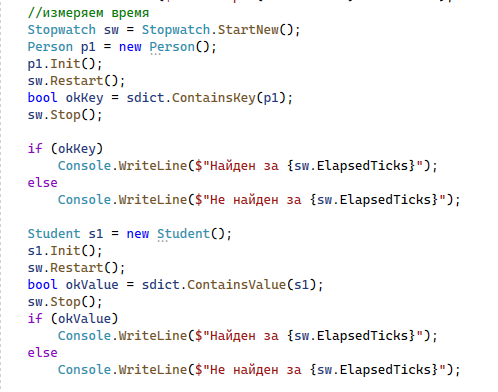 //измеряем время
Stopwatch sw = Stopwatch.StartNew();
Person p1 = new Person();
p1.Init();
sw.Restart();
bool okKey = sdict.ContainsKey(p1);
sw.Stop();
if (okKey)
Console.WriteLine($"Найден за {sw.ElapsedTicks}");
else
Console.WriteLine($"Не найден за {sw.ElapsedTicks}");
Student s1 = new Student();
s1.Init();
sw.Restart();
bool okValue = sdict.ContainsValue(s1);
sw.Stop();
if (okValue)
Console.WriteLine($"Найден за {sw.ElapsedTicks}");
else
Console.WriteLine($"Не найден за {sw.ElapsedTicks}");